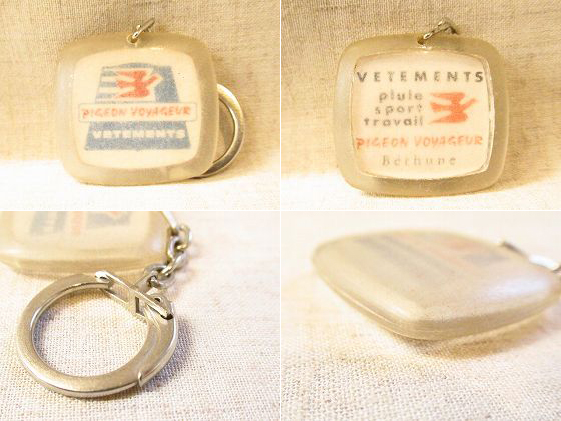 PIGEON VOYAGEUR
VETEMENTS
VETEMENTS
pluie
sport
travail
PIGEON VOYAGEUR
Béthune